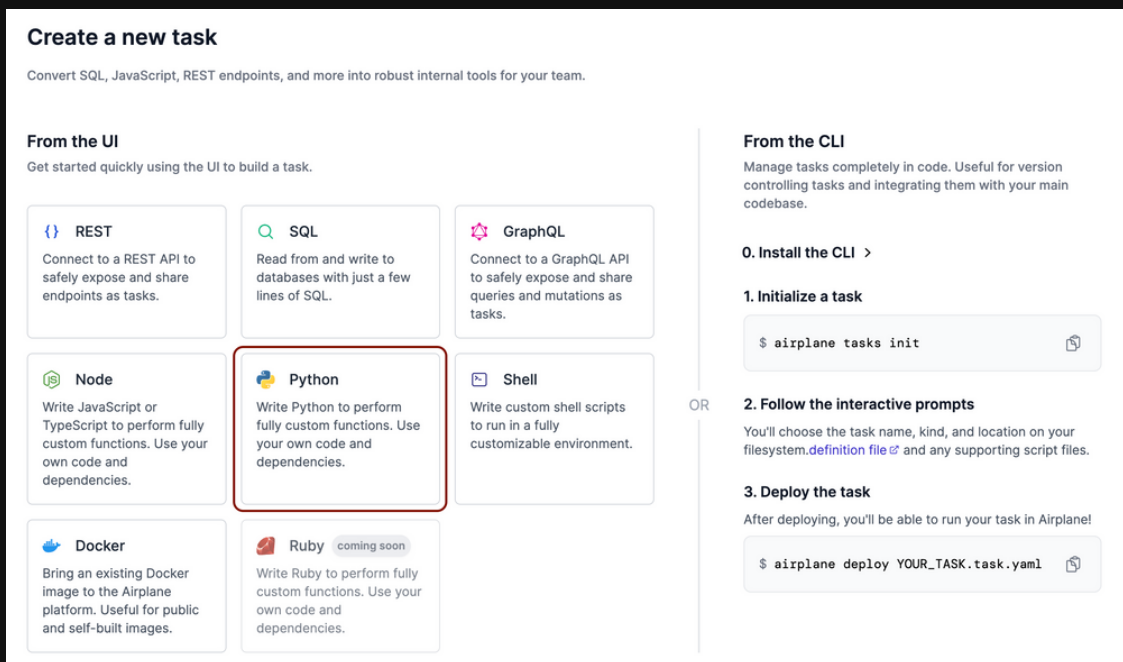 Create a new task
Convert SQL, JavaScript, REST endpoints, and more into robust internal tools for your team.
From the UI
Get started quickly using the UI to build a task.
{} REST
Connect to a REST API to
safely expose and share
endpoints as tasks.
SQL
Read from and write to
databases with just a few
lines of SQL.
GraphQL
Connect to a GraphQL API
to safely expose and share
queries and mutations as
tasks.
JS Node
Write JavaScript or
TypeScript to perform fully
custom functions. Use your
own code and
dependencies.
Python
Write Python to perform
fully custom functions. Use
your own code and
dependencies.
Shell
Write custom shell scripts
to run in a fully
customizable environment.
Docker
Bring an existing Docker
image to the Airplane
platform. Useful for public
and self-built images.
Ruby coming soon
Write Ruby to perform fully
custom functions. Use your
own code and
dependencies.
OR
From the CLI
Manage tasks completely in code. Useful for version
controlling tasks and integrating them with your main
codebase.
0. Install the CLI >
1. Initialize a task
$ airplane tasks init
2. Follow the interactive prompts
You'll choose the task name, kind, and location on your
filesystem.definition file and any supporting script files.
3. Deploy the task
After deploying, you'll be able to run your task in Airplane!
$ airplane deploy YOUR_TASK.task.yaml